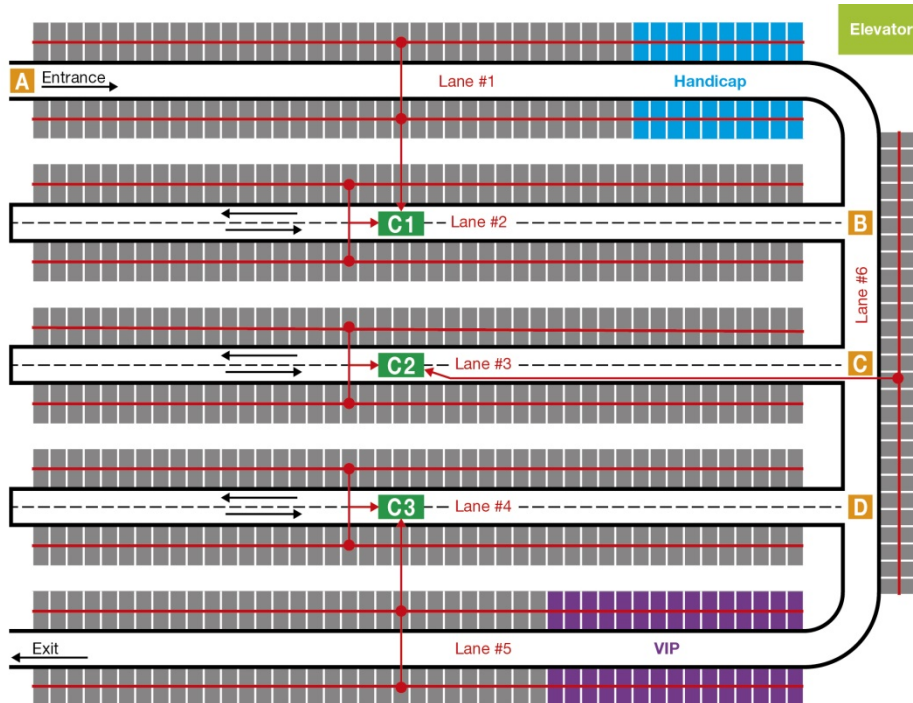 Elevator
A Entrance
Lane #1
Handicap
C1
Lane #2
B
Lane #6
C2
Lane #3
C
C3
Lane #4
D
Exit
Lane #5
VIP